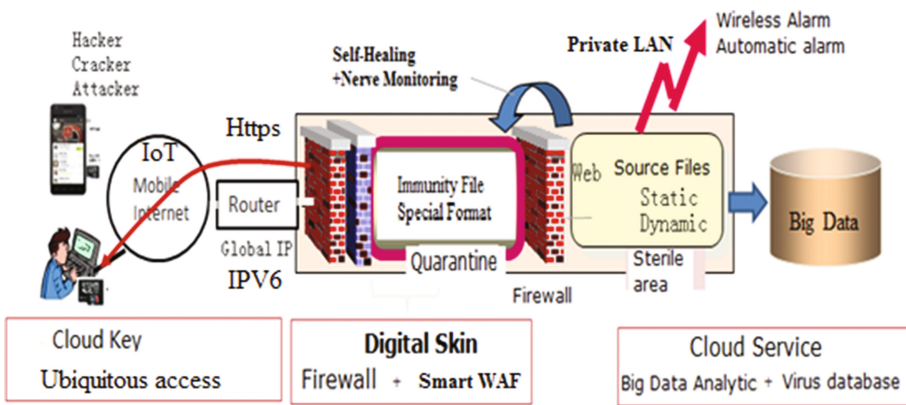 Hacker
Cracker
Attacker
IoT
Mobile
Internet
Https
Router
Global IP
IPV6
Self-Healing
+Nerve Monitoring
Immunity File
Special Format
Quarantine
Firewall
Private LAN
Wireless Alarm
Automatic alarm
Web
Source Files
Static
Dynamic
Sterile
area
Big Data
Cloud Key
Ubiquitous access
Digital Skin
Firewall + Smart WAF
Cloud Service
Big Data Analytic + Virus database